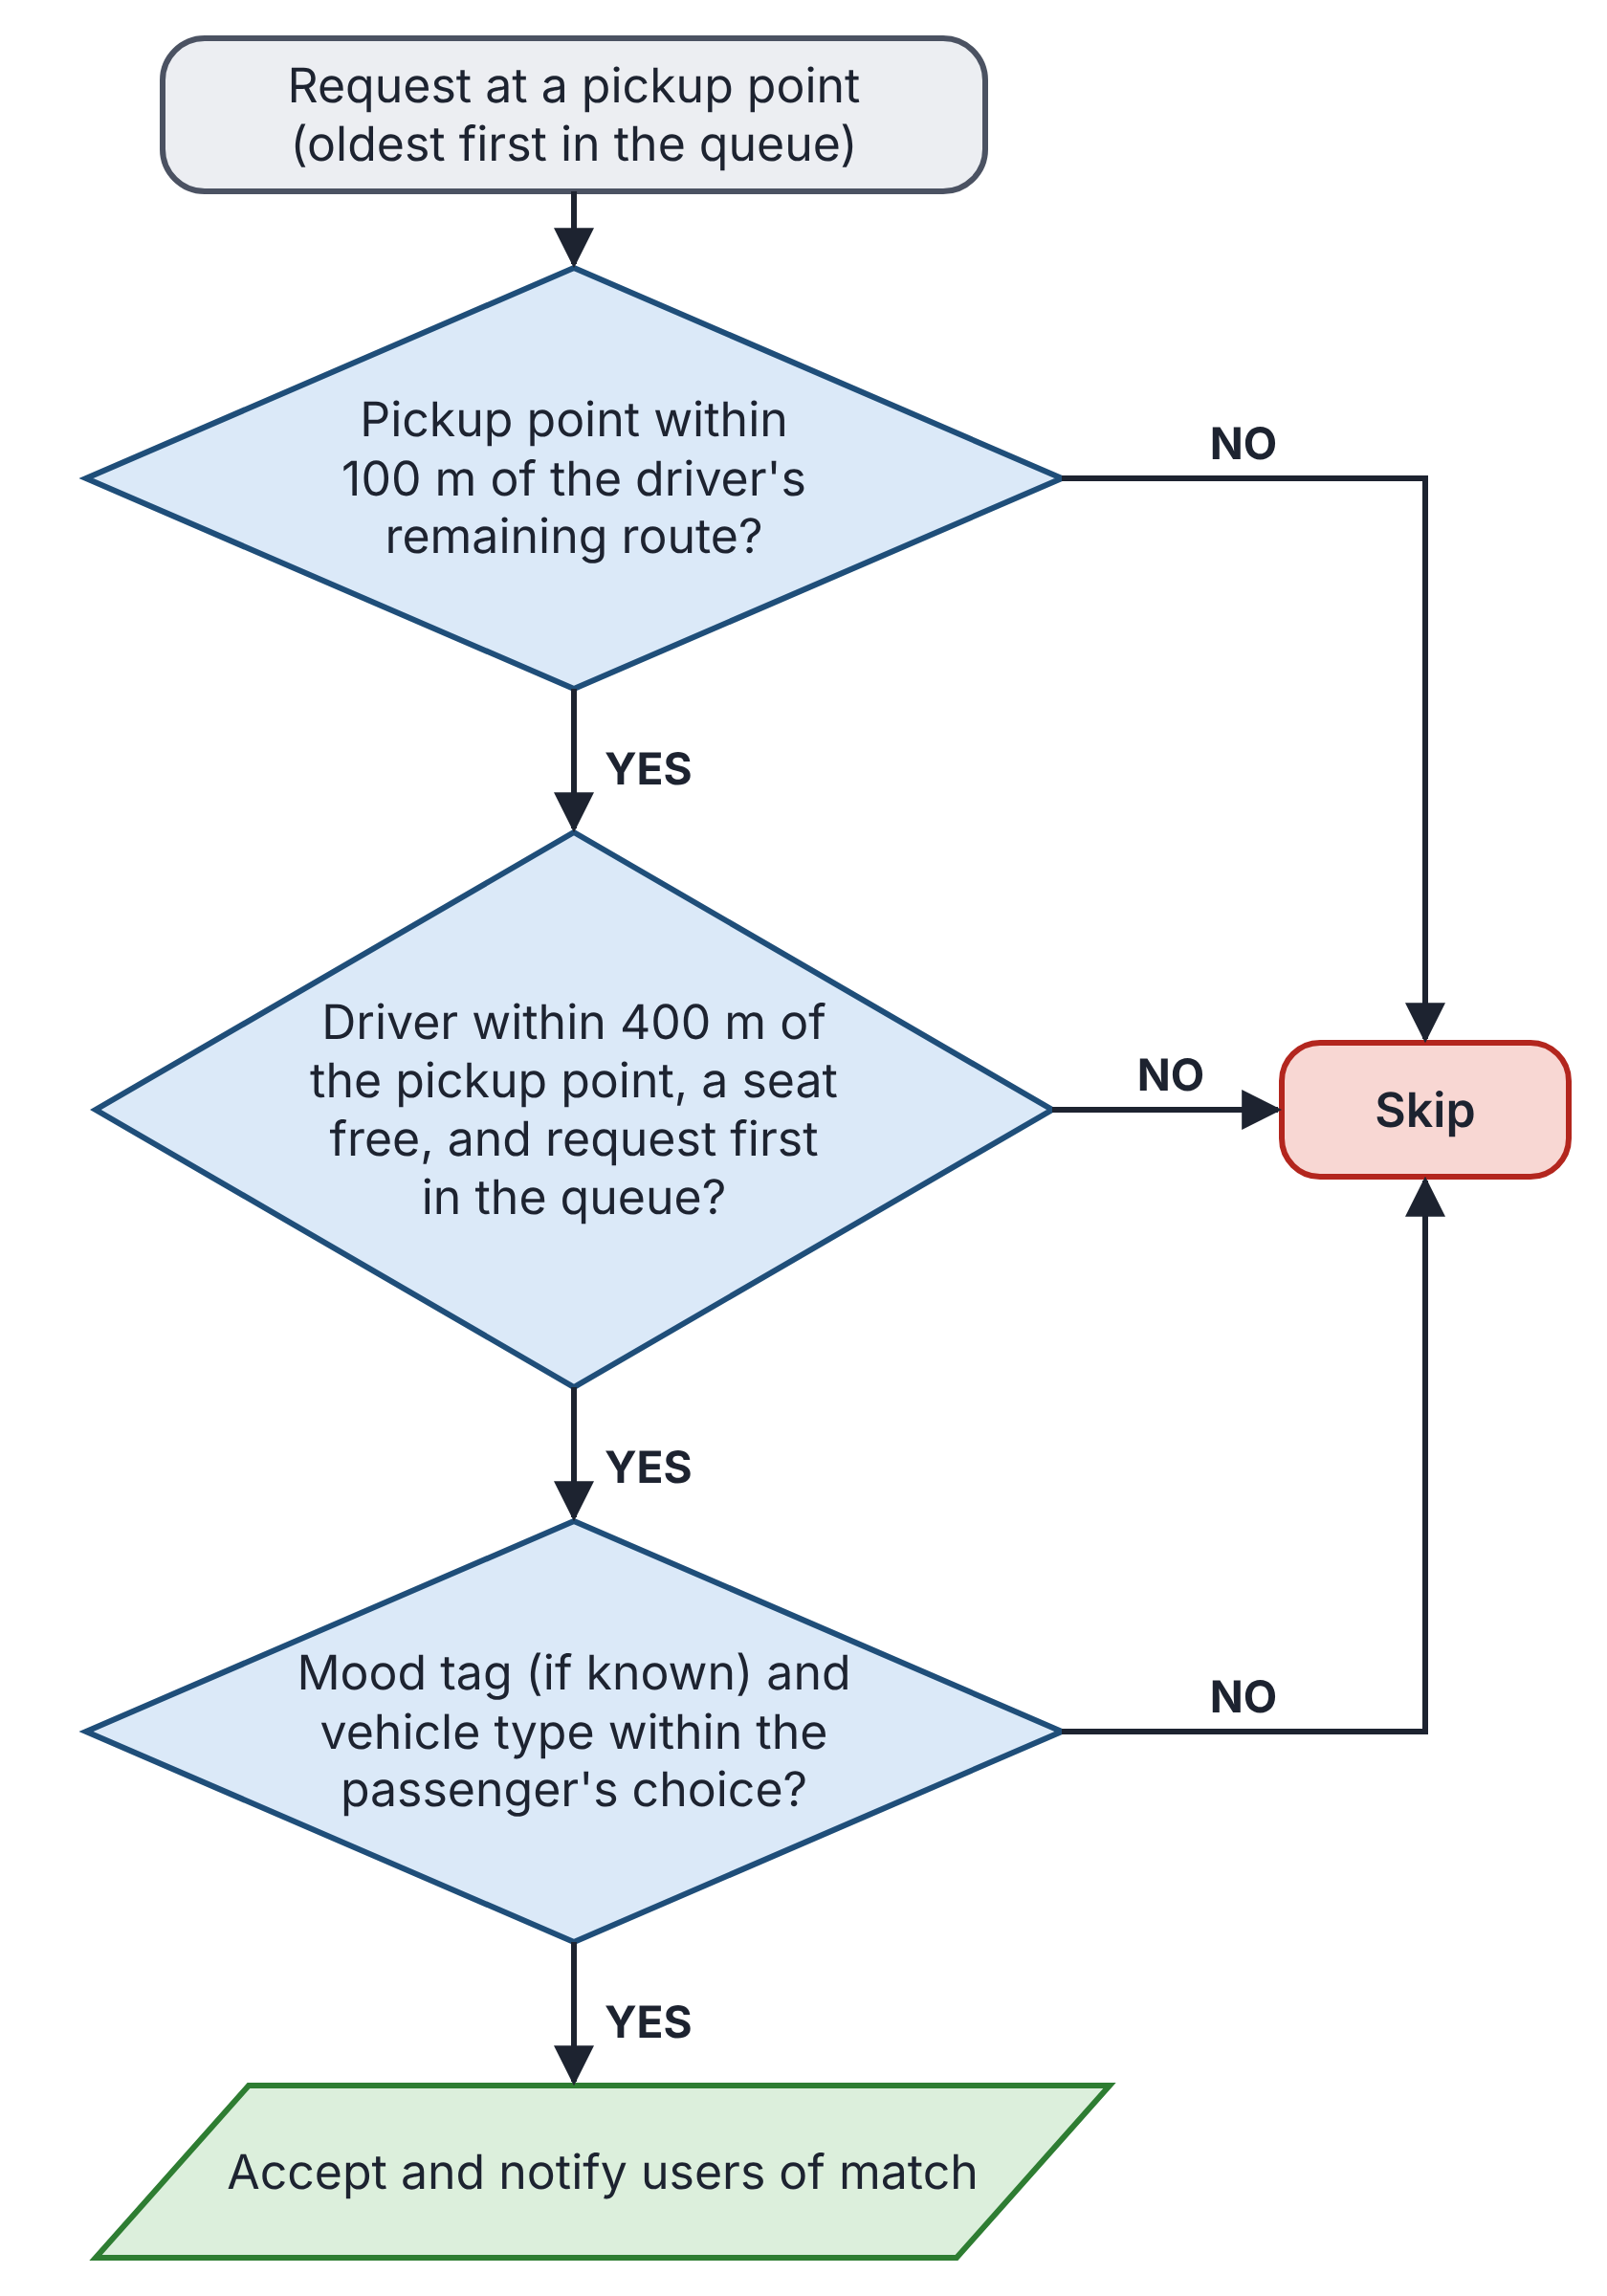 Request at a pickup point
(oldest first in the queue)
Pickup point within
100 m of the driver's
remaining route?
NO
YES
Driver within 400 m of
the pickup point, a seat
free, and request first
in the queue?
NO
Skip
YES
Mood tag (if known) and
vehicle type within the
passenger's choice?
NO
YES
Accept and notify users of match